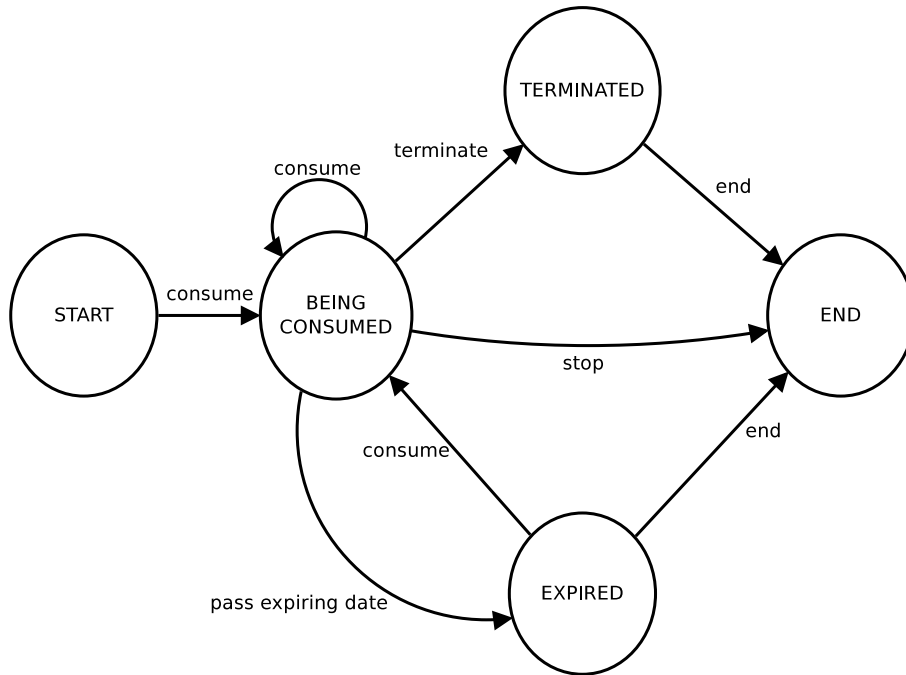 TERMINATED
terminate
consume
end
consume
START
BEING
CONSUMED
END
stop
consume
end
EXPIRED
pass expiring date